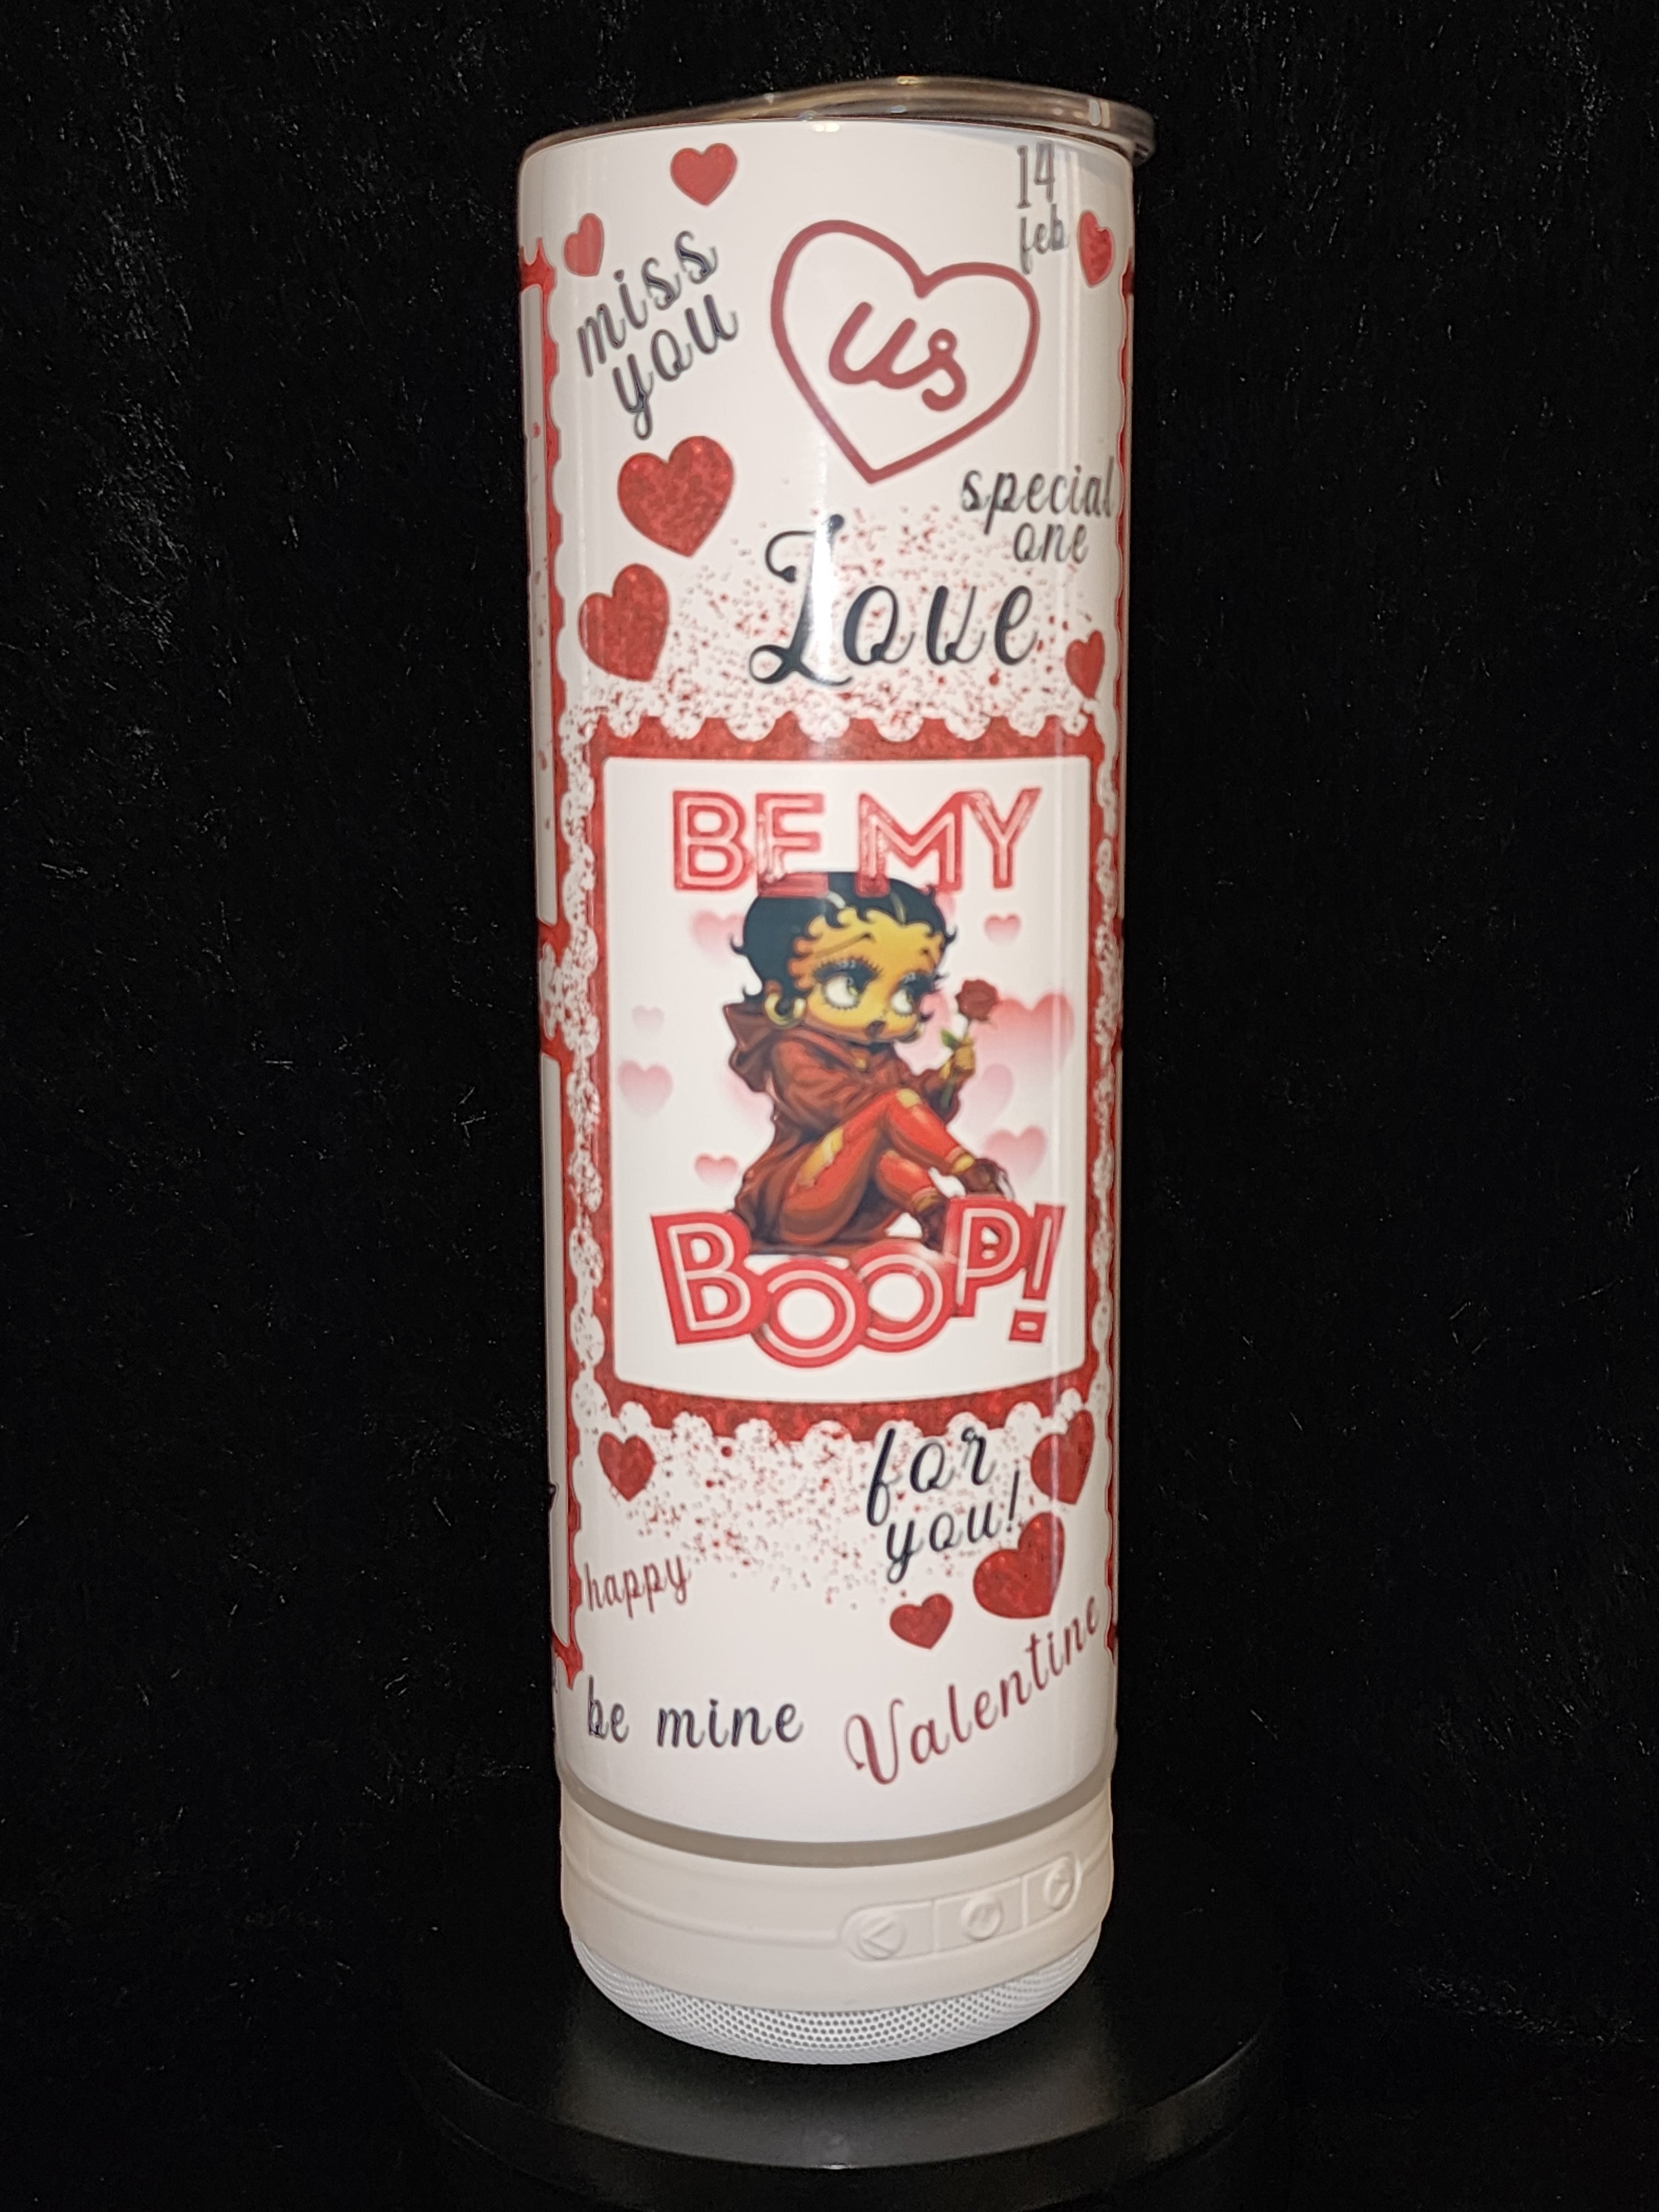 14
feb
miss
you
us
special
one
Love
BE MY
BOOP!
for
you!
happy
be mine
Valentine